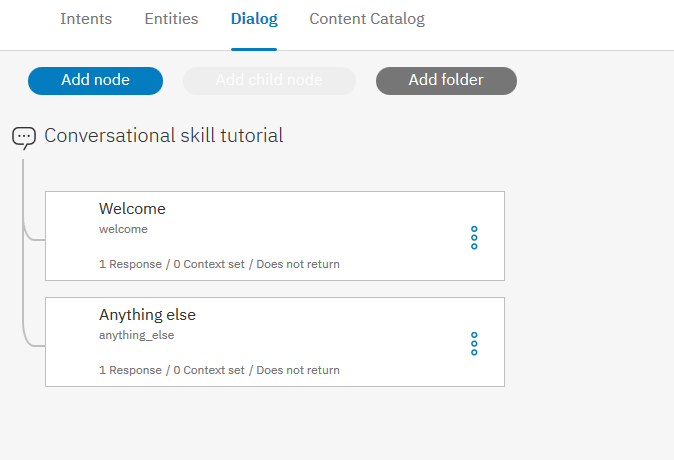 Intents Entities Dialog Content Catalog
Add node Add child node Add folder
Conversational skill tutorial
Welcome
welcome
1 Response / 0 Context set / Does not return
Anything else
anything_else
1 Response / 0 Context set / Does not return